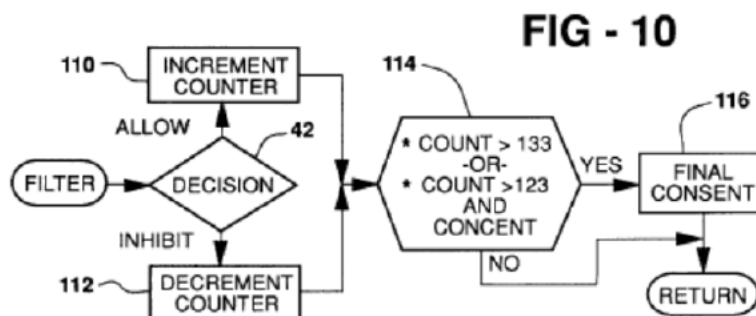 FIG - 10
110
INCREMENT
COUNTER
114
116
ALLOW
42
* COUNT > 133
-OR-
* COUNT >123
AND
CONCENT
YES
FINAL
CONSENT
FILTER
DECISION
INHIBIT
NO
112
DECREMENT
COUNTER
RETURN